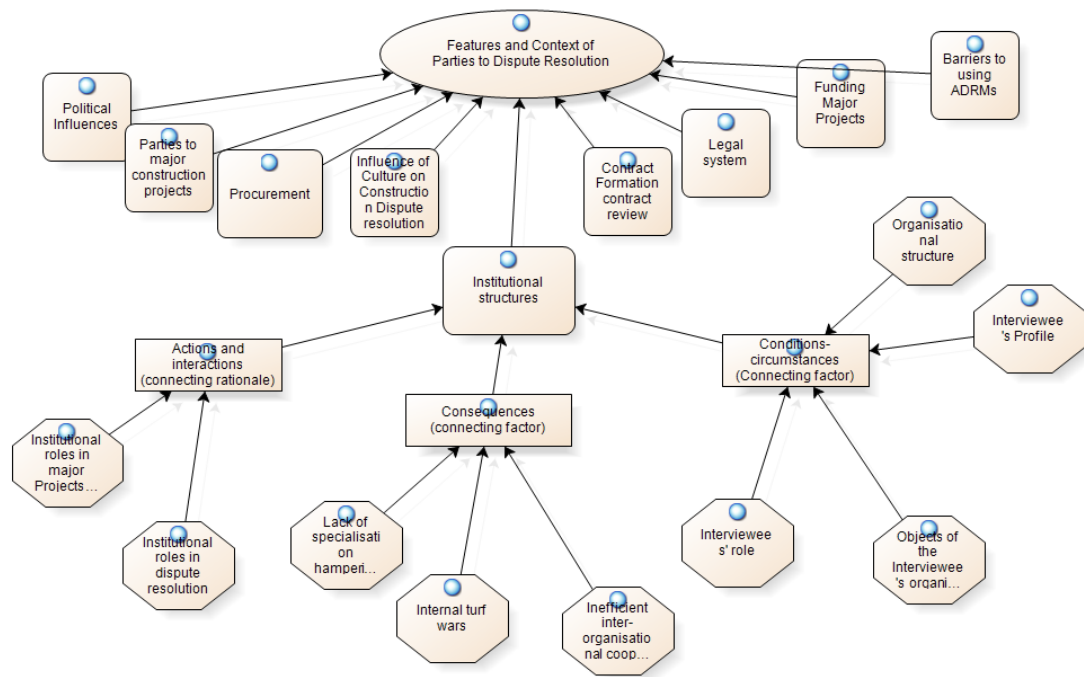 Features and Context of
Parties to Dispute Resolution
Political
Influences
Parties to
major
construction
projects
Procurement
Influence of
Culture on
Constructio
n Dispute
resolution
Contract
Formation
contract
review
Legal
system
Funding
Major
Projects
Barriers to
using
ADRMs
Institutional
structures
Organisatio
nal
structure
Interviewee
's Profile
Actions and
interactions
(connecting rationale)
Consequences
(connecting factor)
Conditions-
circumstances
(Connecting factor)
Institutional
roles in
major
Projects…
Institutional
roles in
dispute
resolution
Lack of
specialisati
on
hamperi…
Internal turf
wars
Inefficient
inter-
organisatio
nal coop…
Interviewee
s' role
Objects of
the
Interviewee
's organi…